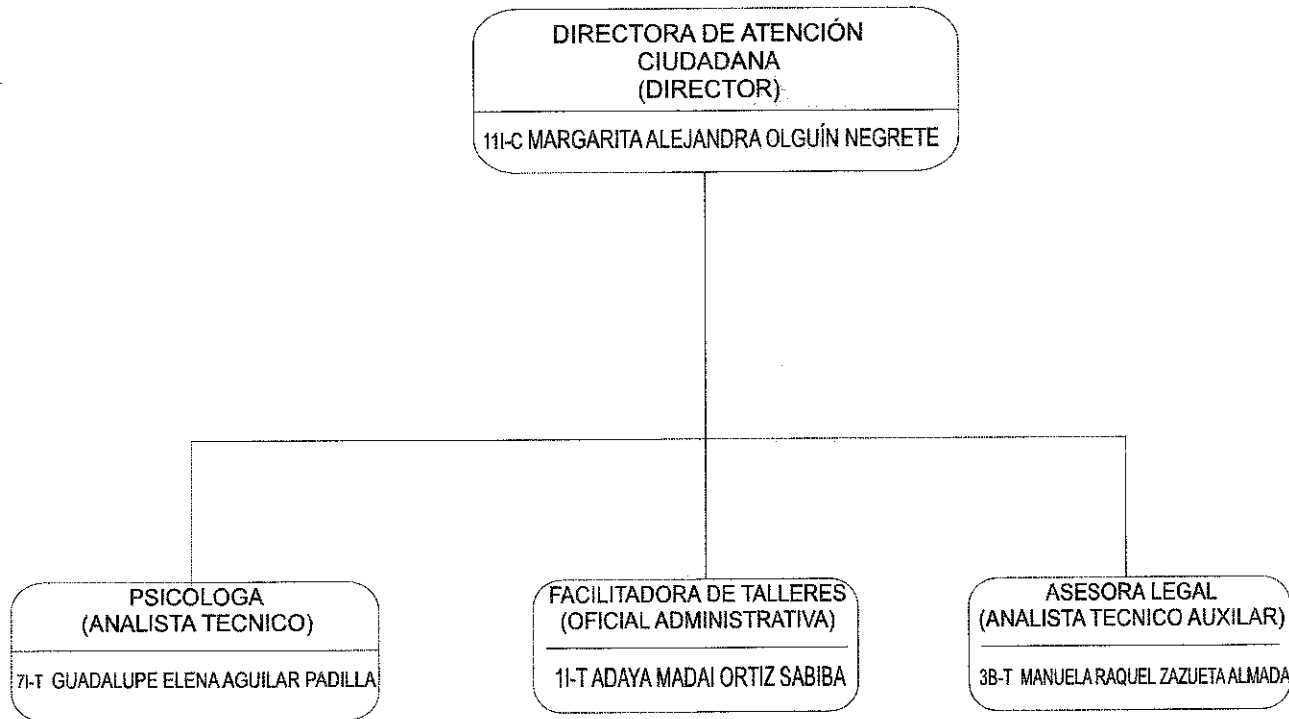 DIRECTORA DE ATENCIÓN
CIUDADANA
(DIRECTOR)
11I-C MARGARITA ALEJANDRA OLGUÍN NEGRETE
PSICOLOGA
(ANALISTA TECNICO)
7I-T GUADALUPE ELENA AGUILAR PADILLA
FACILITADORA DE TALLERES
(OFICIAL ADMINISTRATIVA)
1I-T ADAYA MADAI ORTIZ SABIBA
ASESORA LEGAL
(ANALISTA TECNICO AUXILAR)
3B-T MANUELA RAQUEL ZAZUETA ALMADA